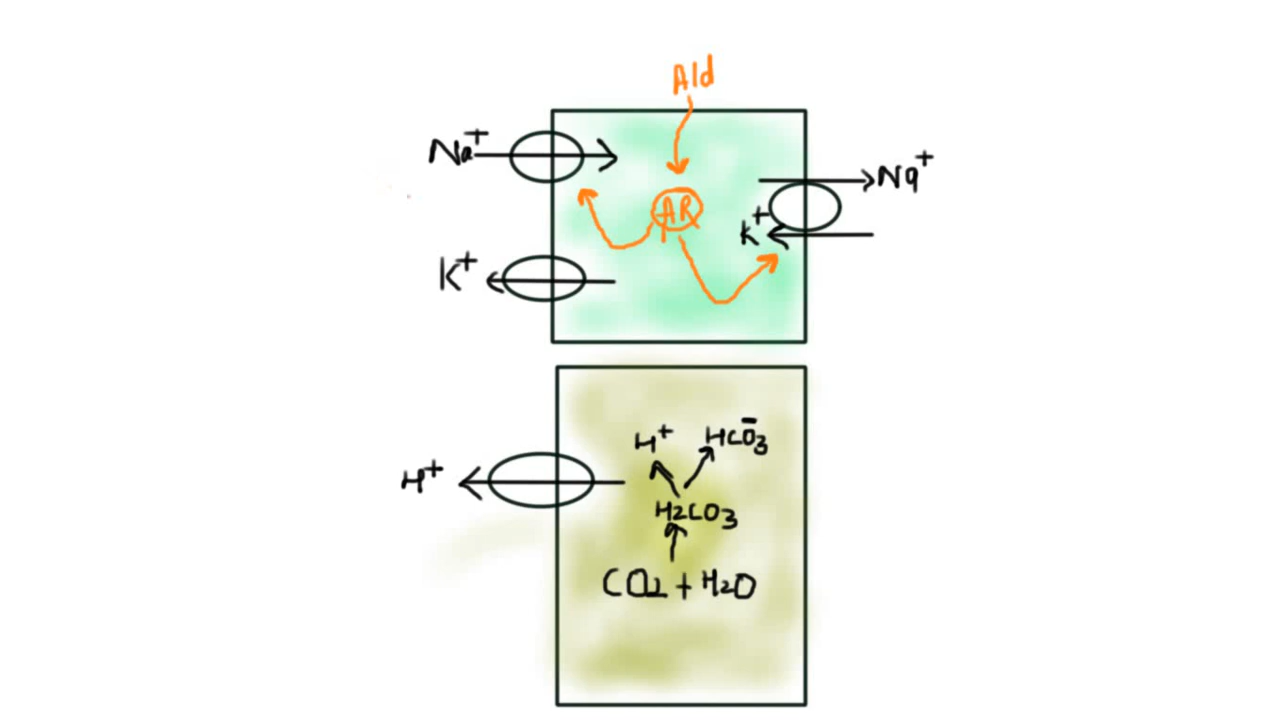 Ald
Na+
Na+
AR
K+
K+
H+ HCO3-
H+
H2CO3
CO2 + H2O